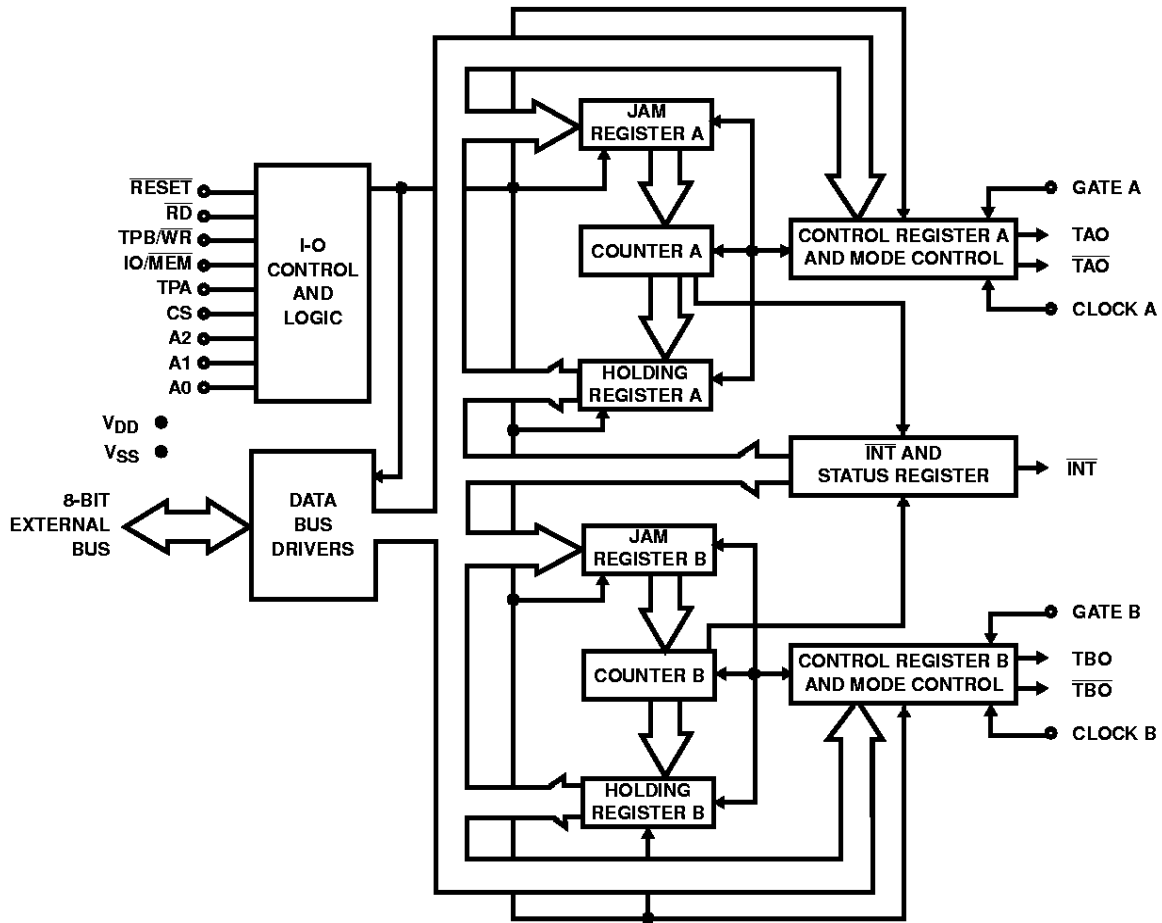 JAM
REGISTER A
RESET
RD
TPB/WR
IO/MEM
TPA
CS
A2
A1
A0
I-O
CONTROL
AND
LOGIC
COUNTER A
CONTROL REGISTER A
AND MODE CONTROL
GATE A
TAO
TAO
CLOCK A
HOLDING
REGISTER A
VDD
VSS
INT AND
STATUS REGISTER
INT
8-BIT
EXTERNAL
BUS
DATA
BUS
DRIVERS
JAM
REGISTER B
COUNTER B
CONTROL REGISTER B
AND MODE CONTROL
GATE B
TBO
TBO
CLOCK B
HOLDING
REGISTER B